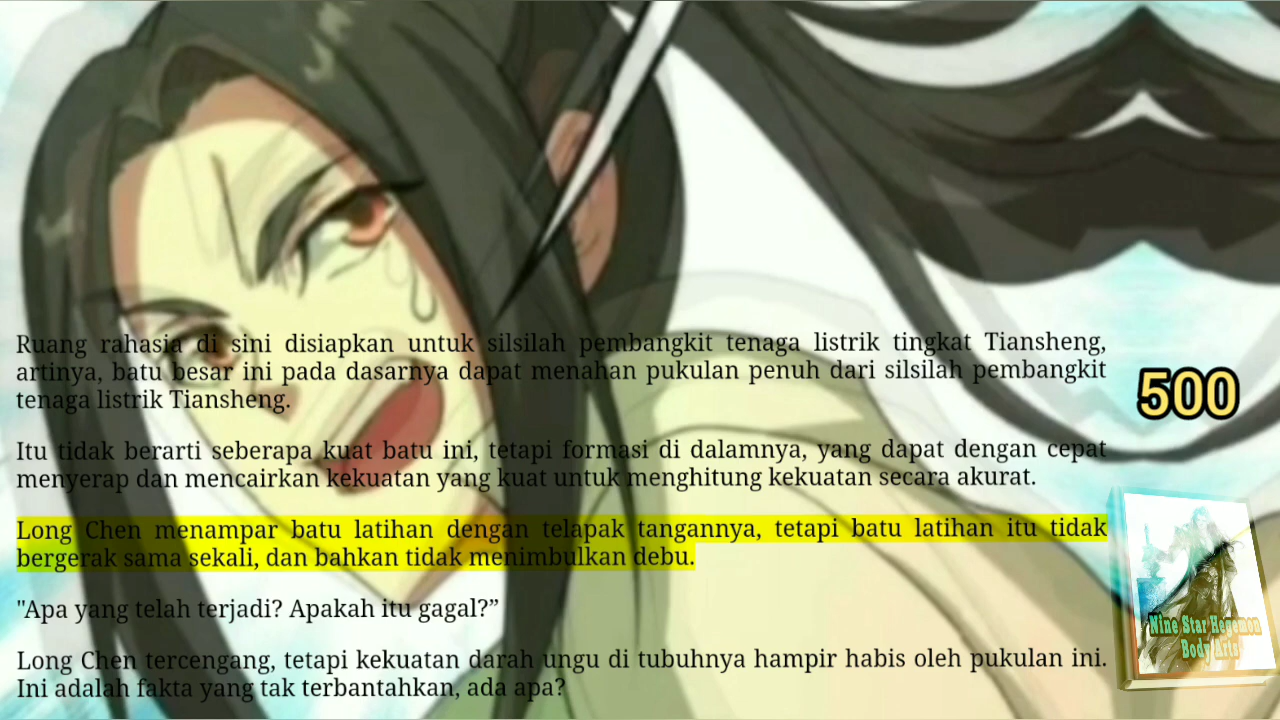 Ruang rahasia di sini disiapkan untuk silsilah pembangkit tenaga listrik tingkat Tiansheng,
artinya, batu besar ini pada dasarnya dapat menahan pukulan penuh dari silsilah pembangkit
tenaga listrik Tiansheng.
Itu tidak berarti seberapa kuat batu ini, tetapi formasi di dalamnya, yang dapat dengan cepat
menyerap dan mencairkan kekuatan yang kuat untuk menghitung kekuatan secara akurat.
Long Chen menampar batu latihan dengan telapak tangannya, tetapi batu latihan itu tidak
bergerak sama sekali, dan bahkan tidak menimbulkan debu.
"Apa yang telah terjadi? Apakah itu gagal?”
Long Chen tercengang, tetapi kekuatan darah ungu di tubuhnya hampir habis oleh pukulan ini.
Ini adalah fakta yang tak terbantahkan, ada apa?
500
Nine Star Hegemon
Body Arts